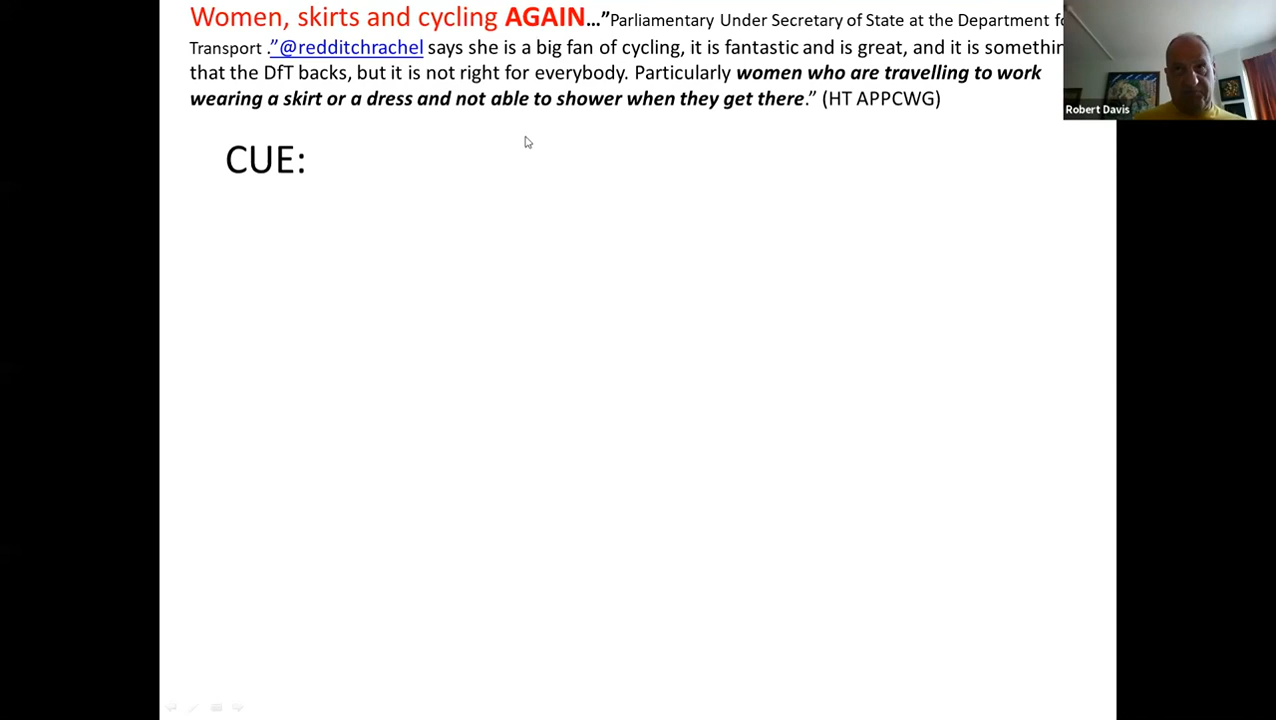 Women, skirts and cycling AGAIN…”Parliamentary Under Secretary of State at the Department fo
Transport .”@redditchrachel says she is a big fan of cycling, it is fantastic and is great, and it is somethin
that the DfT backs, but it is not right for everybody. Particularly women who are travelling to work
wearing a skirt or a dress and not able to shower when they get there.” (HT APPCWG)
Robert Davis
CUE: